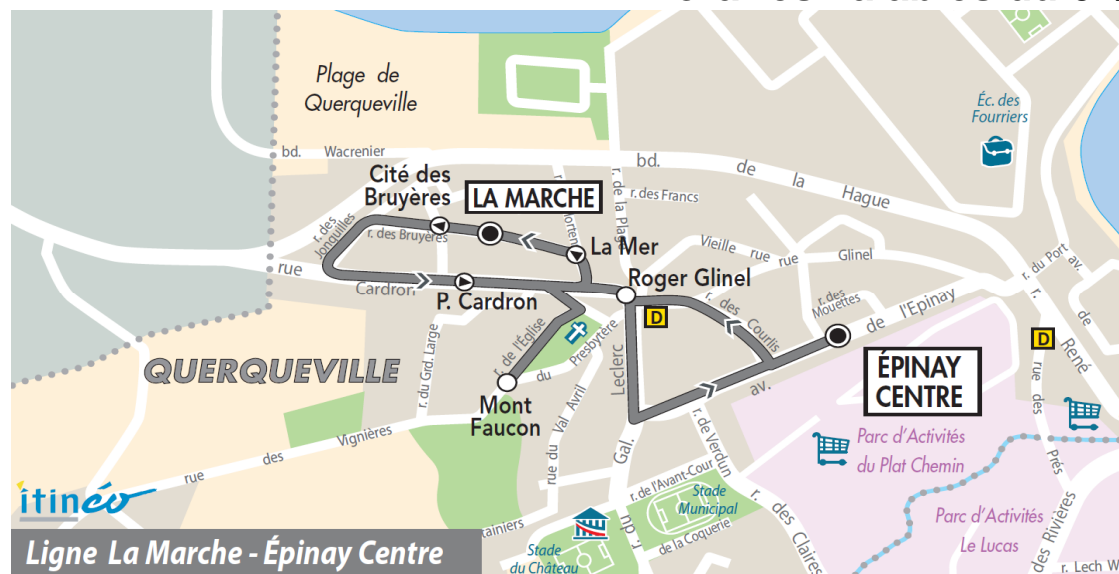 Plage de
Querqueville
Éc. des
Fourriers
bd. Wacrenier
bd. de la Hague
Cité des
Bruyères
LA MARCHE
r. de la Plage
r. des Francs
r. des
Jonquilles
r. des Bruyères
La Mer
Vieille rue
rue Glinel
r. du Port
rue Cardron
P. Cardron
Roger Glinel
D
r. des Courlis
r. des
Mouettes
av. de l'Epinay
r. de l'Église
du Presbytère
Leclerc
ÉPINAY
CENTRE
D
av. de
r. René
rue des Prés
QUERQUEVILLE
r. du Grd. Large
Mont
Faucon
rue du Val Avril
rue des Vignières
Gal.
r. du
r. de Verdun
Parc d'Activités
du Plat Chemin
r. de l'Avant-Cour
Stade
Municipal
r. des Claires
de la Coquerie
Parc d'Activités
Le Lucas
des Rivières
r. Lech W
itinéo
tainiers
Stade
du Château
Ligne La Marche - Épinay Centre